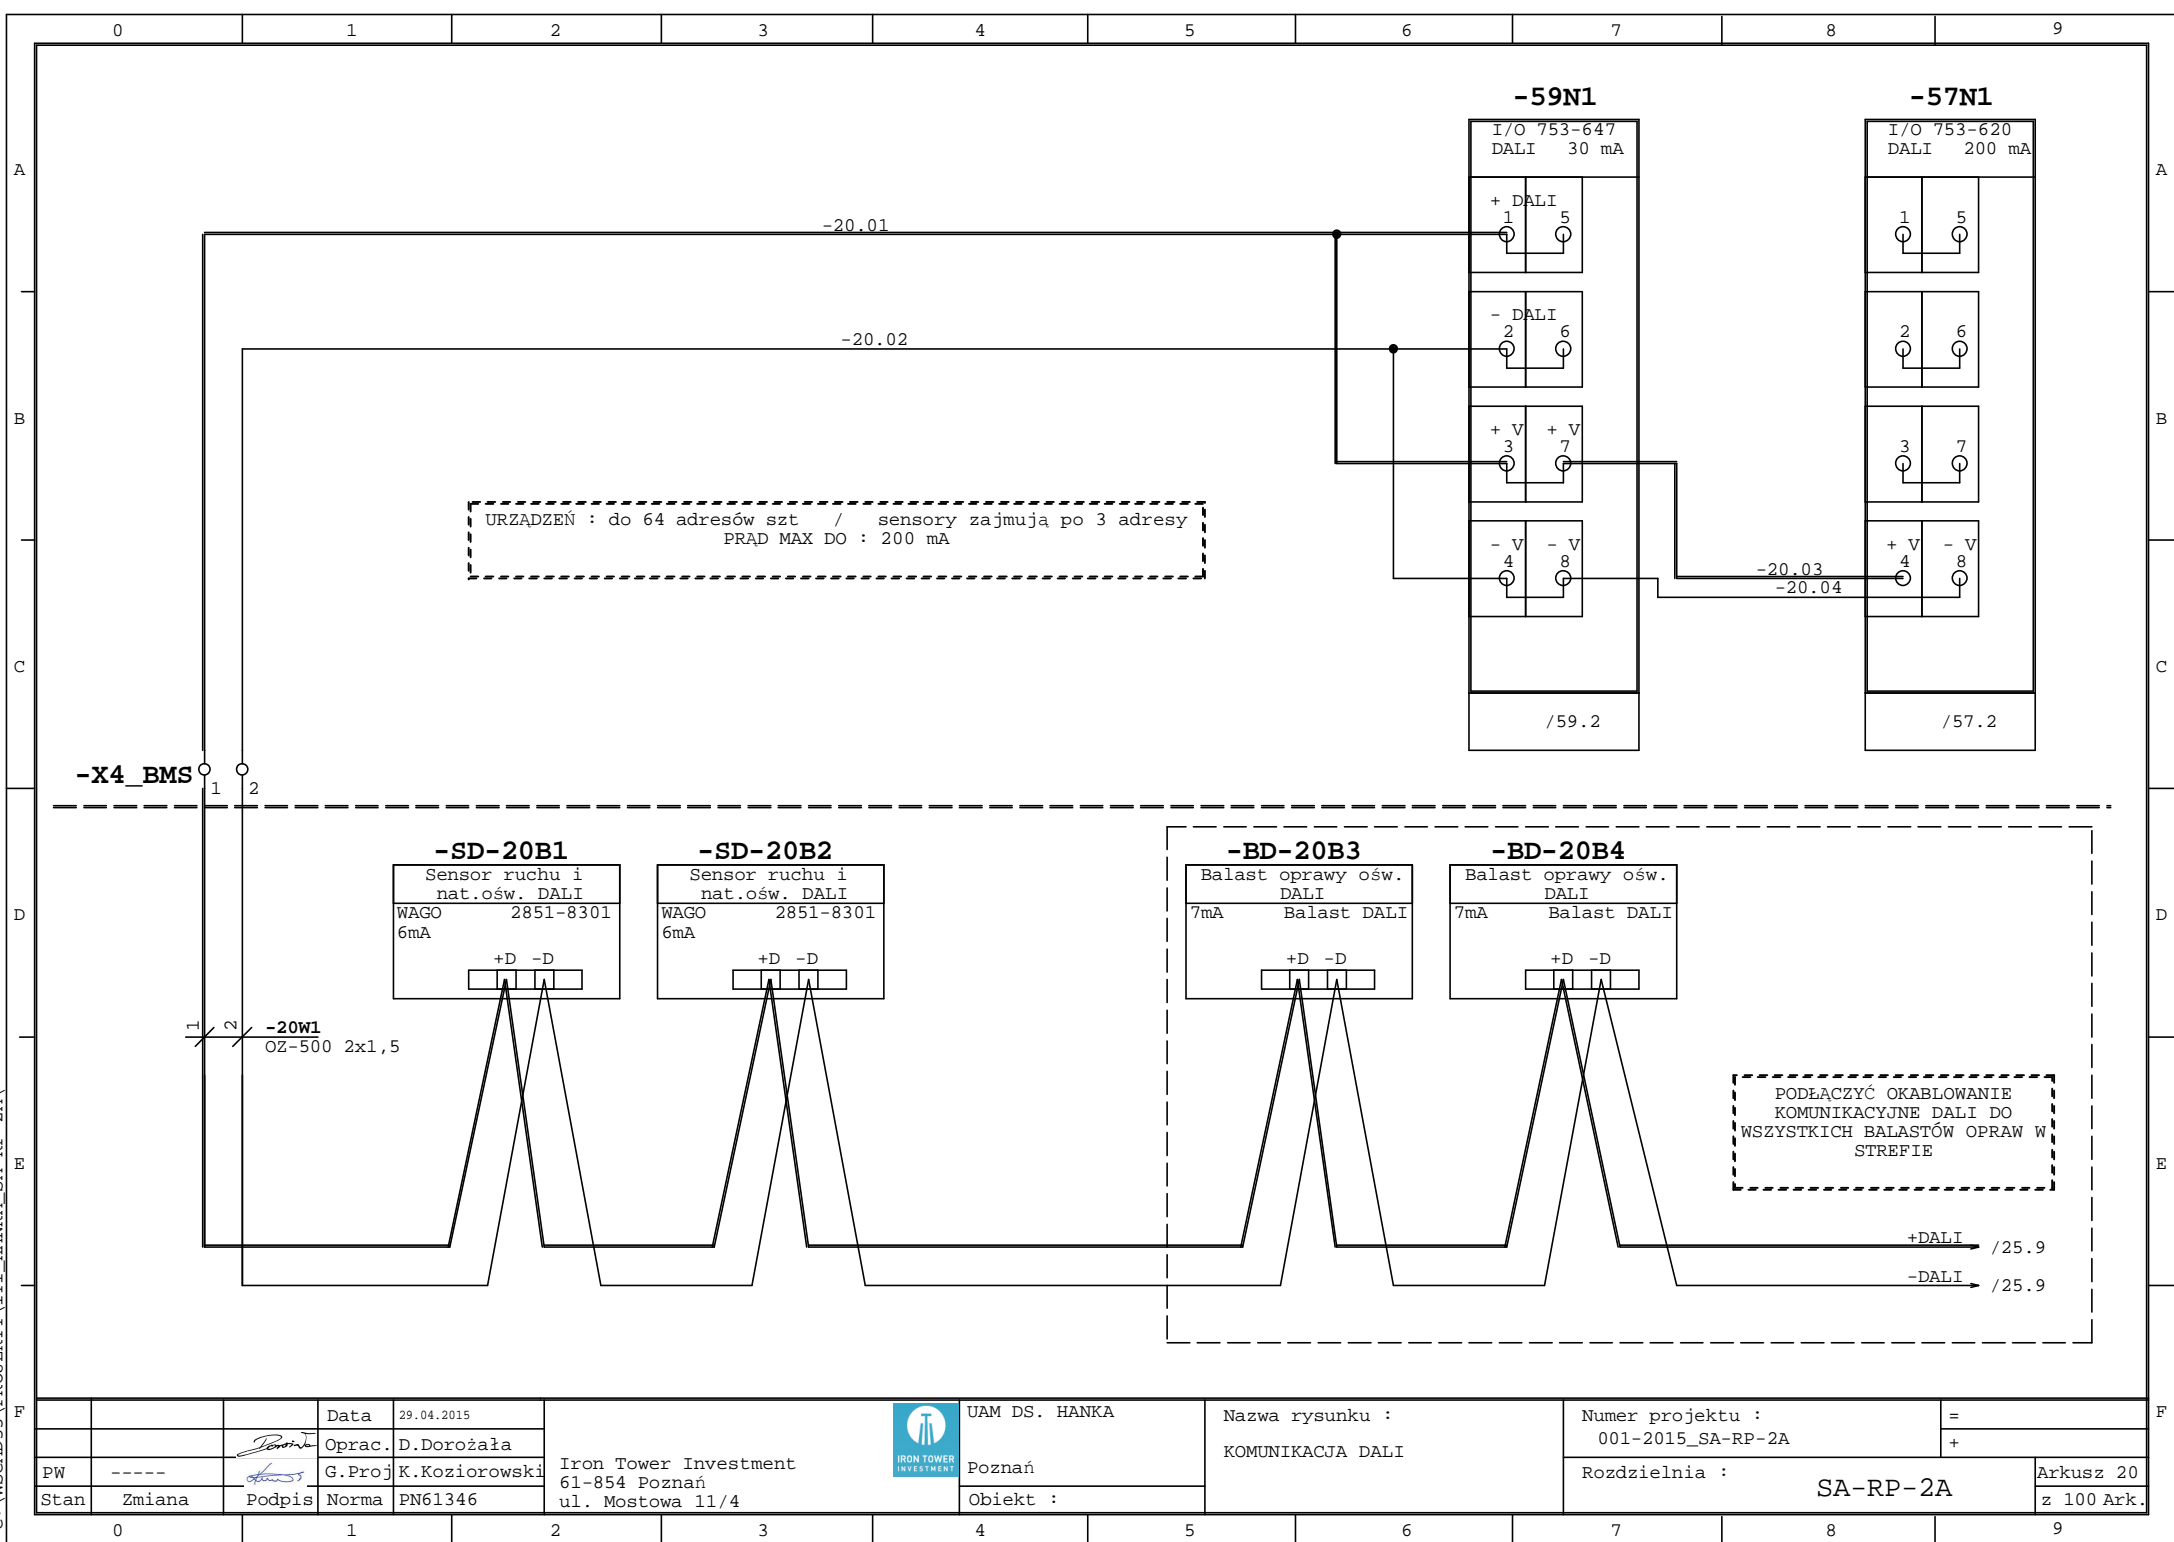 0 1 2 3 4 5 6 7 8 9
-59N1
-57N1
I/O 753-647
DALI 30 mA
I/O 753-620
DALI 200 mA
A
A
+ DALI
1 5
1 5
-20.01
- DALI
2 6
2 6
-20.02
B
B
+ V + V
3 7
3 7
URZĄDZEŃ : do 64 adresów szt / sensory zajmują po 3 adresy
PRĄD MAX DO : 200 mA
- V - V
4 8
+ V - V
4 8
-20.03
-20.04
C
C
/59.2
/57.2
-X4_BMS
1 2
-SD-20B1
-SD-20B2
-BD-20B3
-BD-20B4
Sensor ruchu i
nat.ośw. DALI
WAGO 2851-8301
6mA
+D -D
Sensor ruchu i
nat.ośw. DALI
WAGO 2851-8301
6mA
+D -D
Balast oprawy ośw.
DALI
7mA Balast DALI
+D -D
Balast oprawy ośw.
DALI
7mA Balast DALI
+D -D
D
D
1 2 -20W1
OZ-500 2x1,5
PODŁĄCZYĆ OKABLOWANIE
KOMUNIKACYJNE DALI DO
WSZYSTKICH BALASTÓW OPRAW W
STREFIE
E
E
+DALI /25.9
-DALI /25.9
F
F
Data 29.04.2015
Oprac. D.Dorożała
PW ----- G.Proj K.Koziorowski
Stan Zmiana Podpis Norma PN61346
Iron Tower Investment
61-854 Poznań
ul. Mostowa 11/4
IRON TOWER
INVESTMENT
UAM DS. HANKA
Poznań
Obiekt :
Nazwa rysunku :
KOMUNIKACJA DALI
Numer projektu :
001-2015_SA-RP-2A
Rozdzielnia :
SA-RP-2A
=
+
Arkusz 20
z 100 Ark.
0 1 2 3 4 5 6 7 8 9